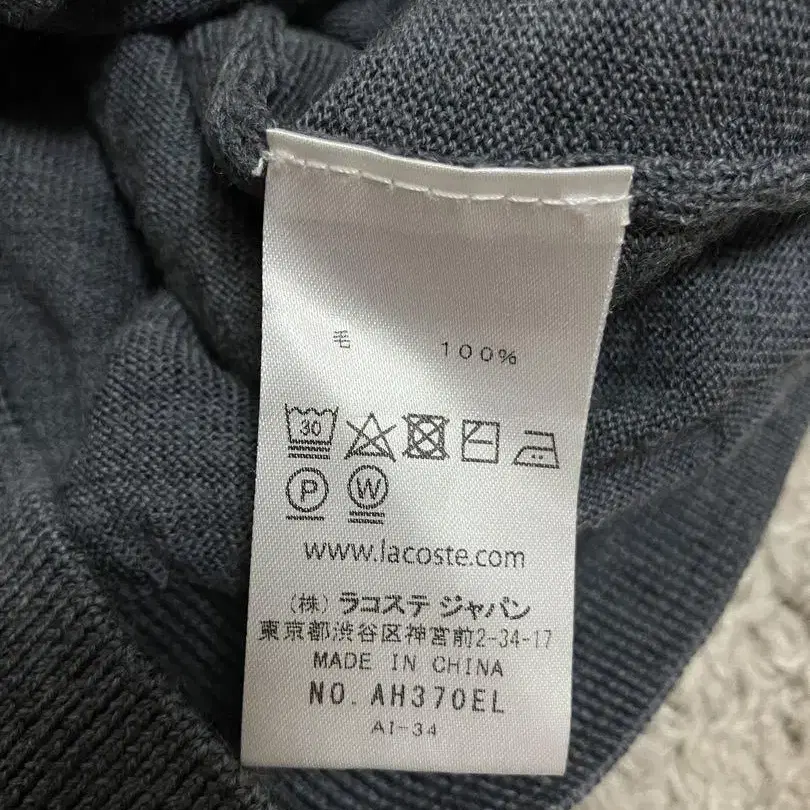 毛 100%
30
P W
www.lacoste.com
(株) ラコステ ジャパン
東京都渋谷区神宮前2-34-17
MADE IN CHINA
NO. AH370EL
AI-34